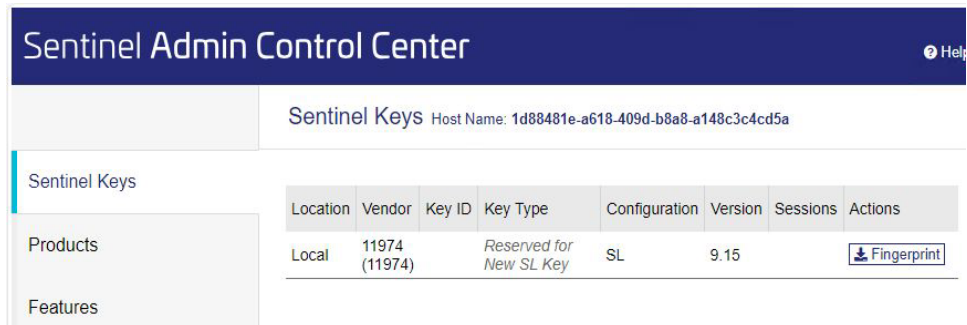 Sentinel Admin Control Center
Help
Sentinel Keys Host Name: 1d88481e-a618-409d-b8a8-a148c3c4cd5a
Sentinel Keys
Products
Features
Location Vendor Key ID Key Type Configuration Version Sessions Actions
Local 11974 (11974) Reserved for New SL Key SL 9.15 Fingerprint